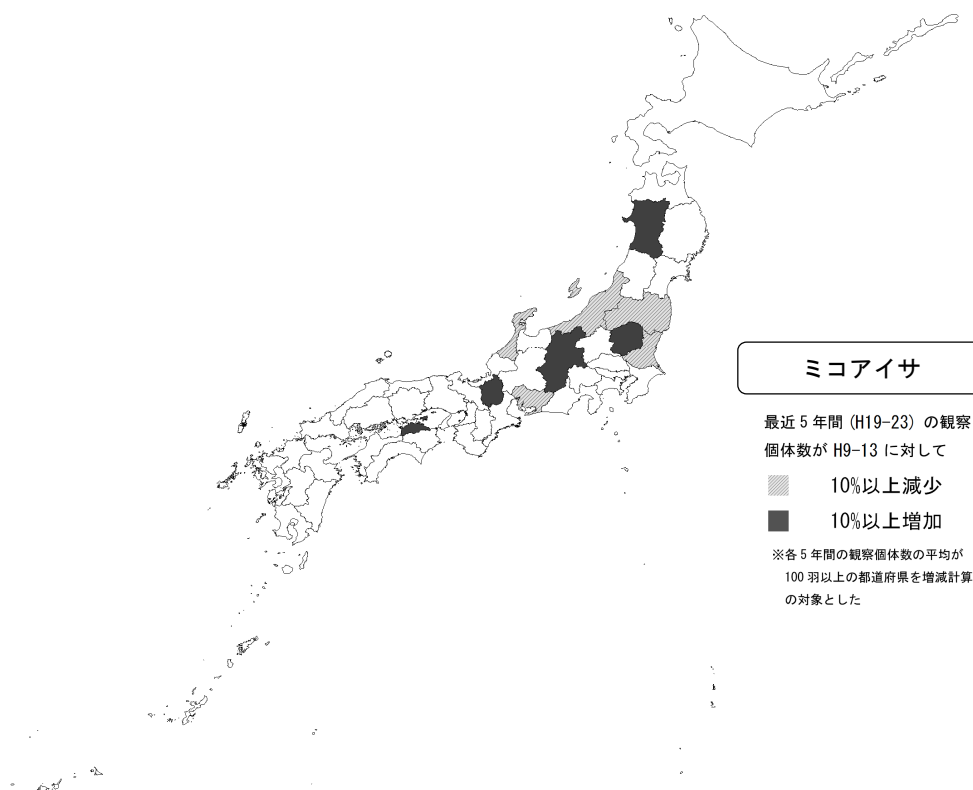 ミコアイサ
最近5年間(H19-23)の観察
個体数が H9-13 に対して
10%以上減少
10%以上増加
※各5年間の観察個体数の平均が
100羽以上の都道府県を増減計算
の対象とした